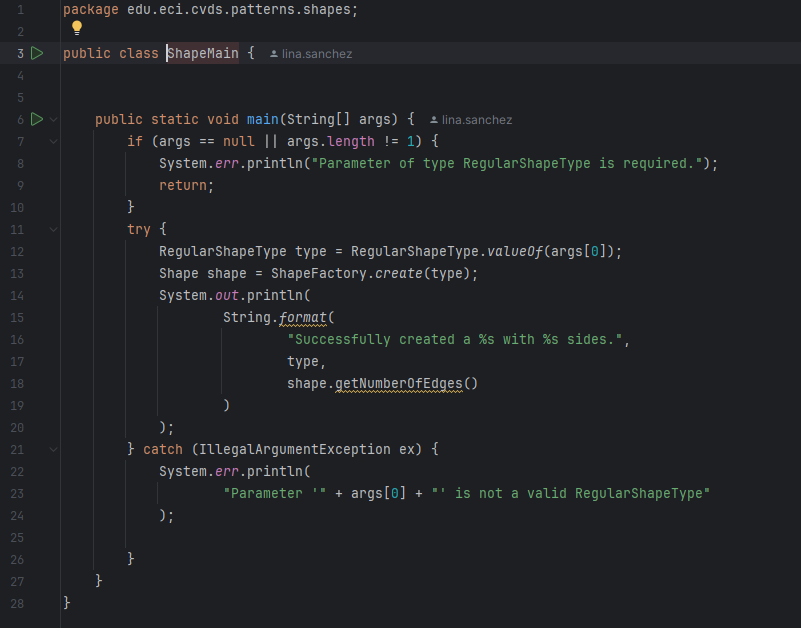 1 package edu.eci.cvds.patterns.shapes;
2
3 public class ShapeMain { lina.sanchez
4
5
6 public static void main(String[] args) { lina.sanchez
7 if (args == null || args.length != 1) {
8 System.err.println("Parameter of type RegularShapeType is required.");
9 return;
10 }
11 try {
12 RegularShapeType type = RegularShapeType.valueOf(args[0]);
13 Shape shape = ShapeFactory.create(type);
14 System.out.println(
15 String.format(
16 "Successfully created a %s with %s sides.",
17 type,
18 shape.getNumberOfEdges()
19 )
20 );
21 } catch (IllegalArgumentException ex) {
22 System.err.println(
23 "Parameter '" + args[0] + "' is not a valid RegularShapeType"
24 );
25
26 }
27 }
28 }